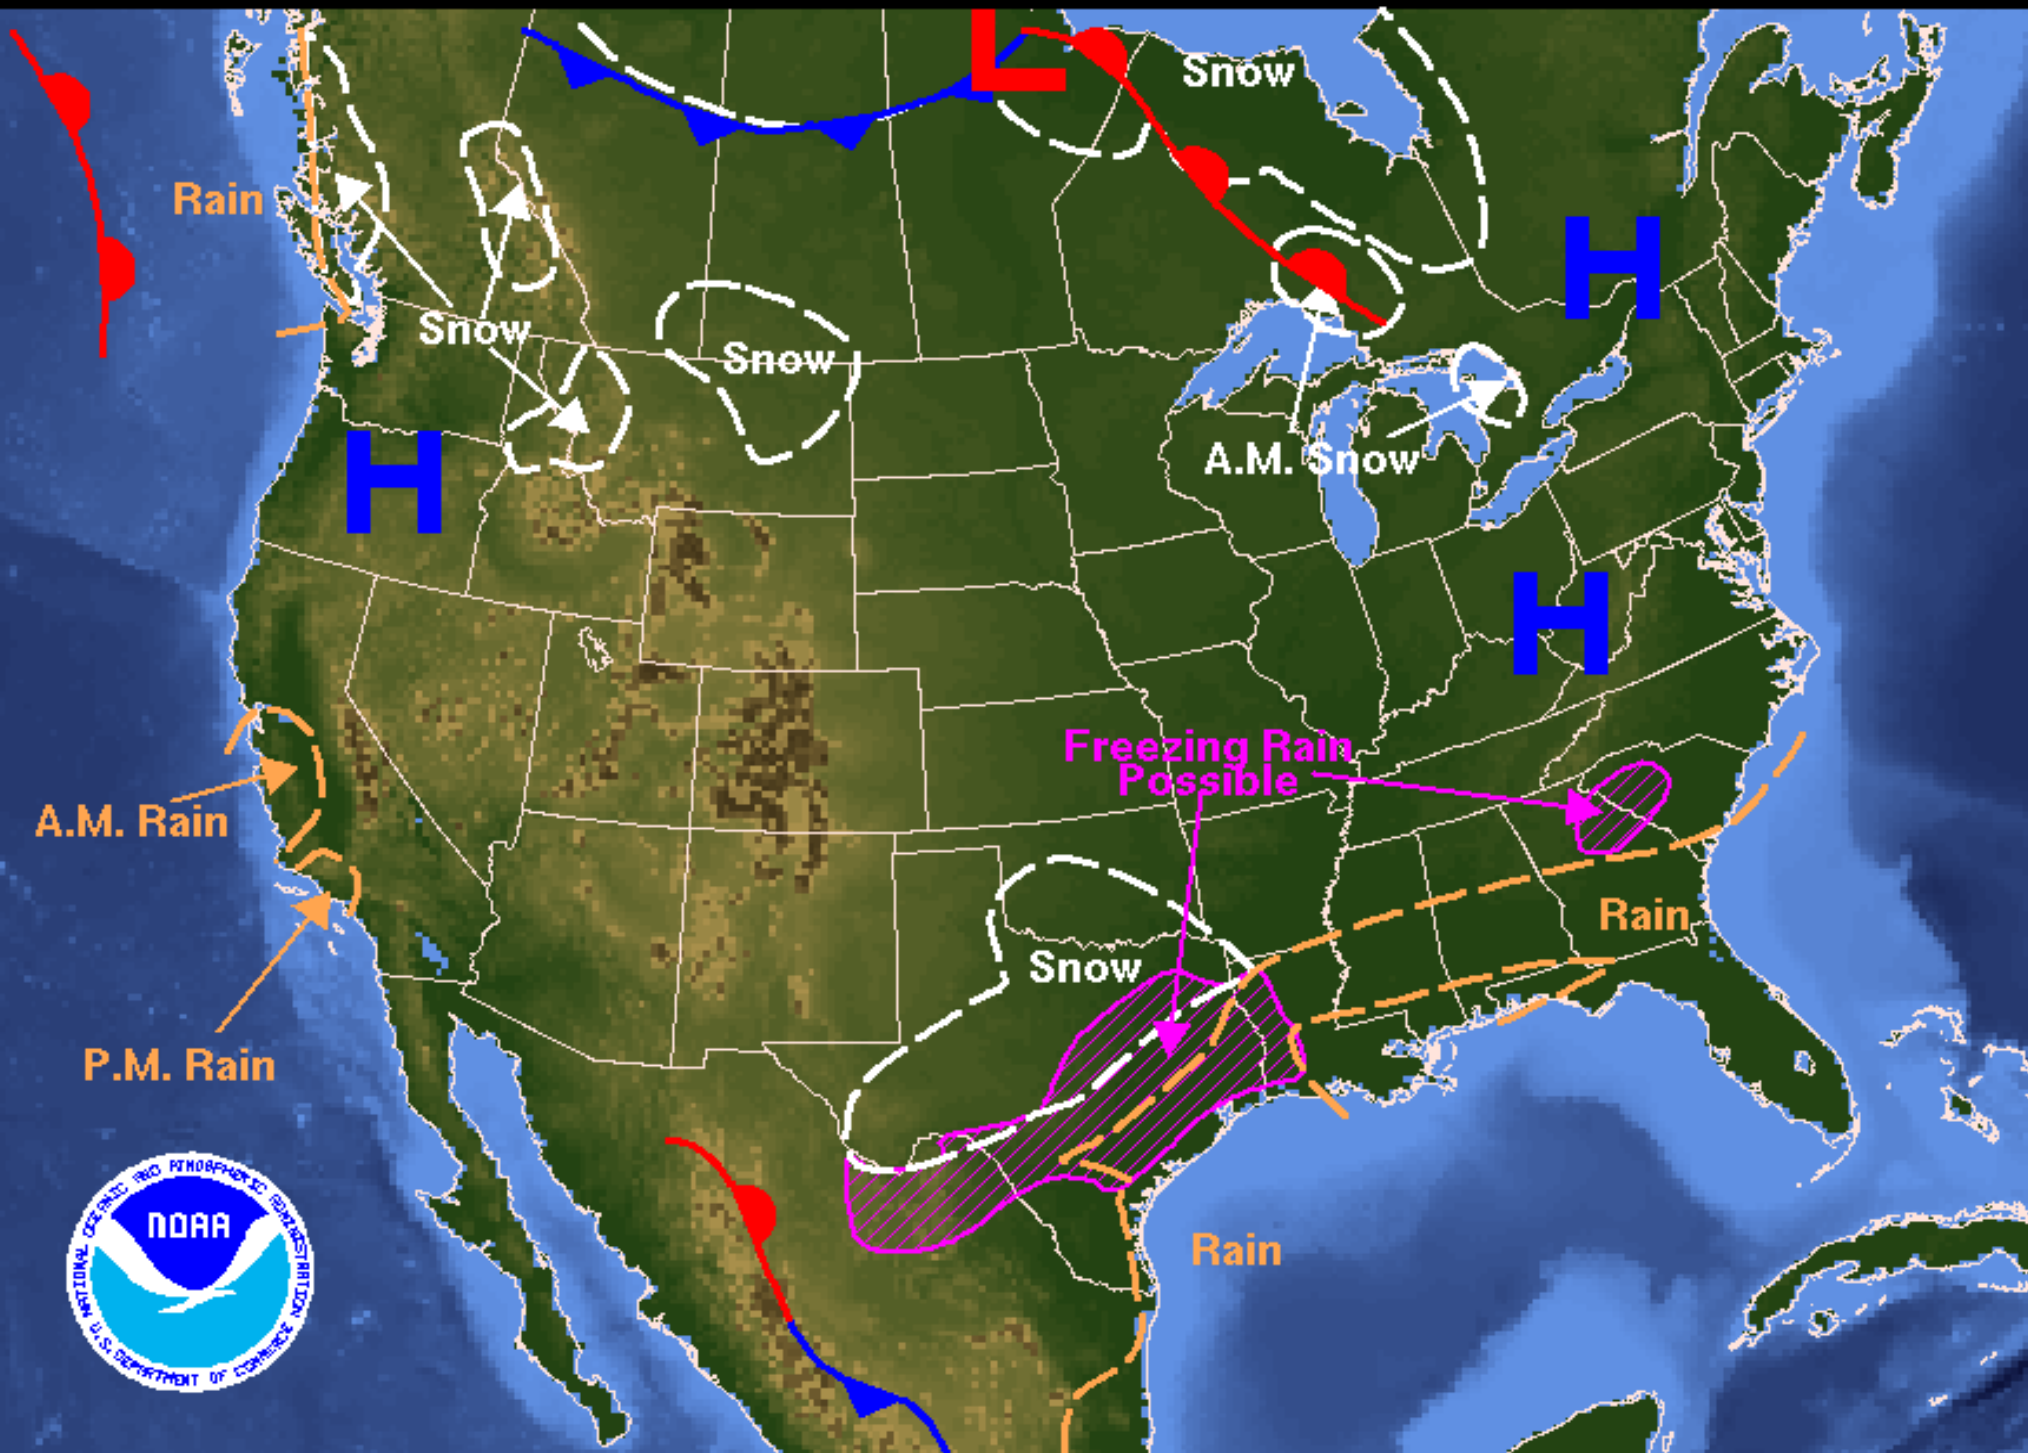 L
Snow
Rain
H
Snow
Snow
A.M. Snow
H
H
Freezing Rain
Possible
A.M. Rain
Rain
Snow
P.M. Rain
Rain
NATIONAL OCEANIC AND ATMOSPHERIC ADMINISTRATION
NOAA
U.S. DEPARTMENT OF COMMERCE